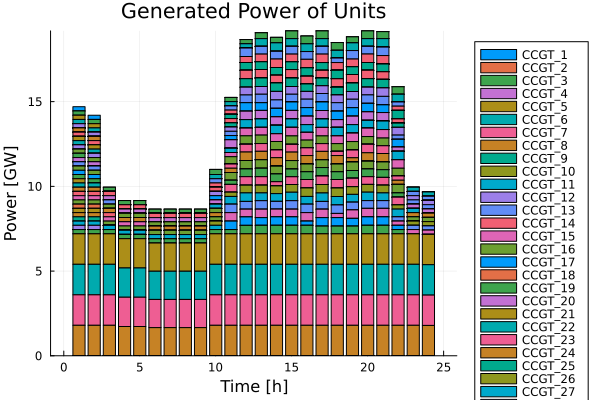 Generated Power of Units
Power [GW]
15
10
5
0
0
5
10
15
20
25
Time [h]
CCGT_1
CCGT_2
CCGT_3
CCGT_4
CCGT_5
CCGT_6
CCGT_7
CCGT_8
CCGT_9
CCGT_10
CCGT_11
CCGT_12
CCGT_13
CCGT_14
CCGT_15
CCGT_16
CCGT_17
CCGT_18
CCGT_19
CCGT_20
CCGT_21
CCGT_22
CCGT_23
CCGT_24
CCGT_25
CCGT_26
CCGT_27